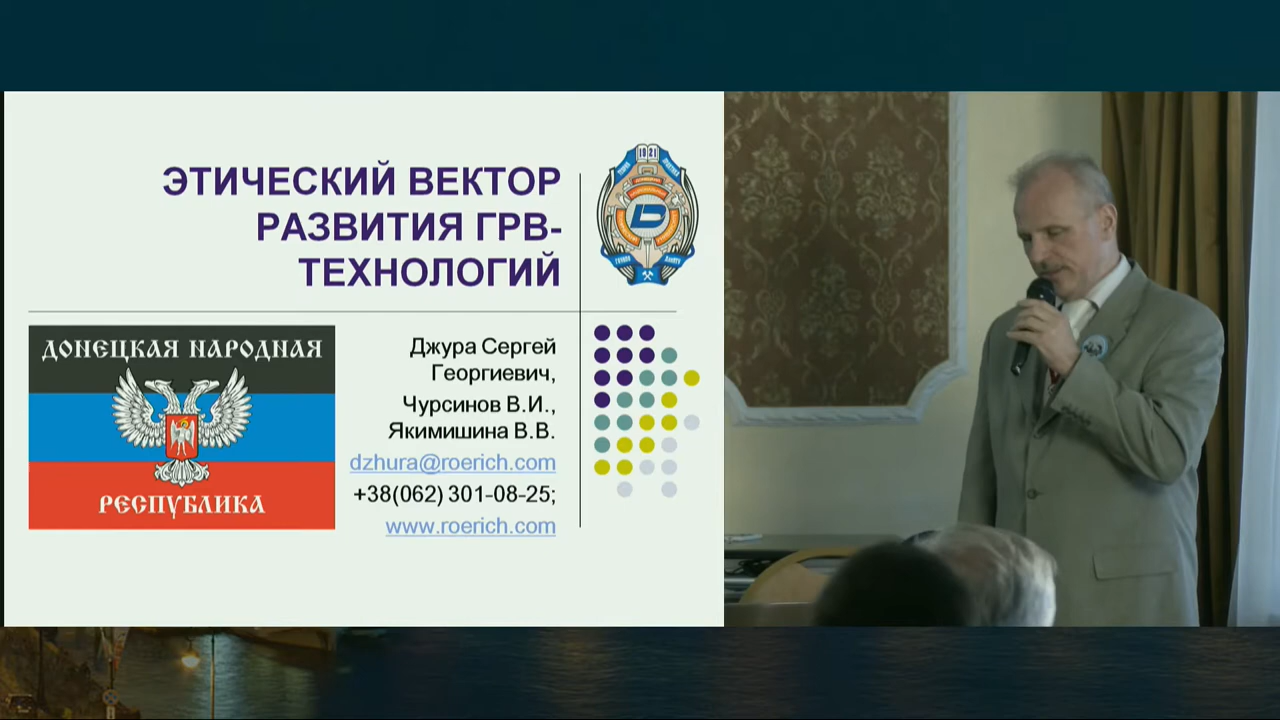 ЭТИЧЕСКИЙ ВЕКТОР
РАЗВИТИЯ ГРВ-
ТЕХНОЛОГИЙ
1921
ДОНЕЦКАЯ НАРОДНАЯ
РЕСПУБЛИКА
Джура Сергей
Георгиевич,
Чурсинов В.И.,
Якимишина В.В.
dzhura@roerich.com
+38(062) 301-08-25;
www.roerich.com